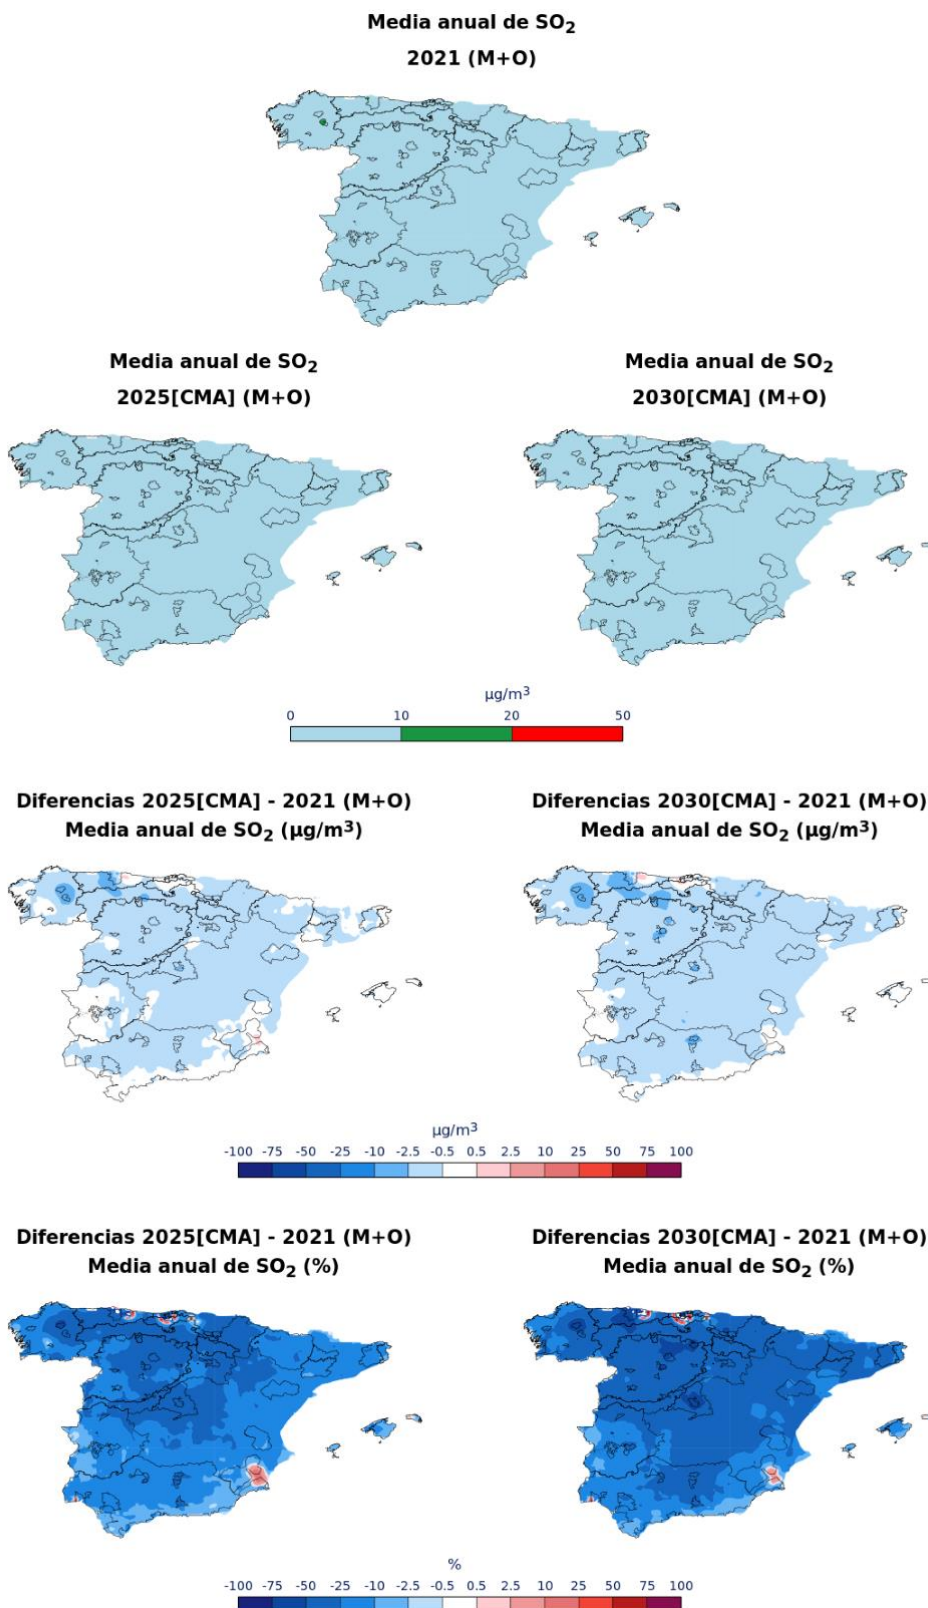 Media anual de SO2
2021 (M+O)
Media anual de SO2
2025[CMA] (M+O)
Media anual de SO2
2030[CMA] (M+O)
µg/m3
0 10 20 50
Diferencias 2025[CMA] - 2021 (M+O)
Media anual de SO2 (µg/m3)
Diferencias 2030[CMA] - 2021 (M+O)
Media anual de SO2 (µg/m3)
µg/m3
-100 -75 -50 -25 -10 -2.5 -0.5 0.5 2.5 10 25 50 75 100
Diferencias 2025[CMA] - 2021 (M+O)
Media anual de SO2 (%)
Diferencias 2030[CMA] - 2021 (M+O)
Media anual de SO2 (%)
%
-100 -75 -50 -25 -10 -2.5 -0.5 0.5 2.5 10 25 50 75 100